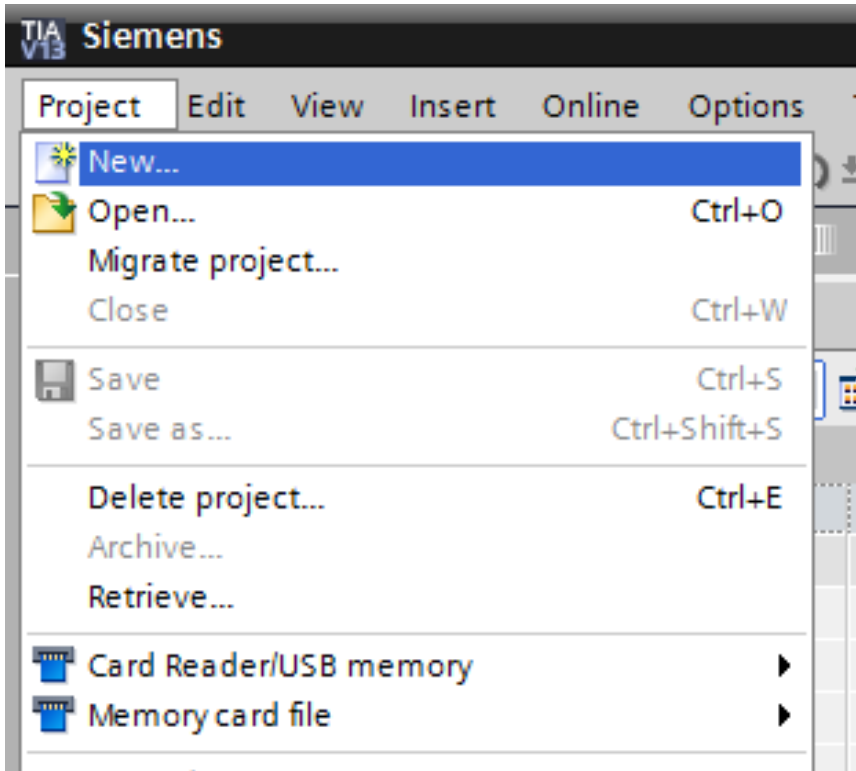 TIA V13 Siemens
Project Edit View Insert Online Options
New...
Open... Ctrl+O
Migrate project...
Close Ctrl+W
Save Ctrl+S
Save as... Ctrl+Shift+S
Delete project... Ctrl+E
Archive...
Retrieve...
Card Reader/USB memory
Memory card file